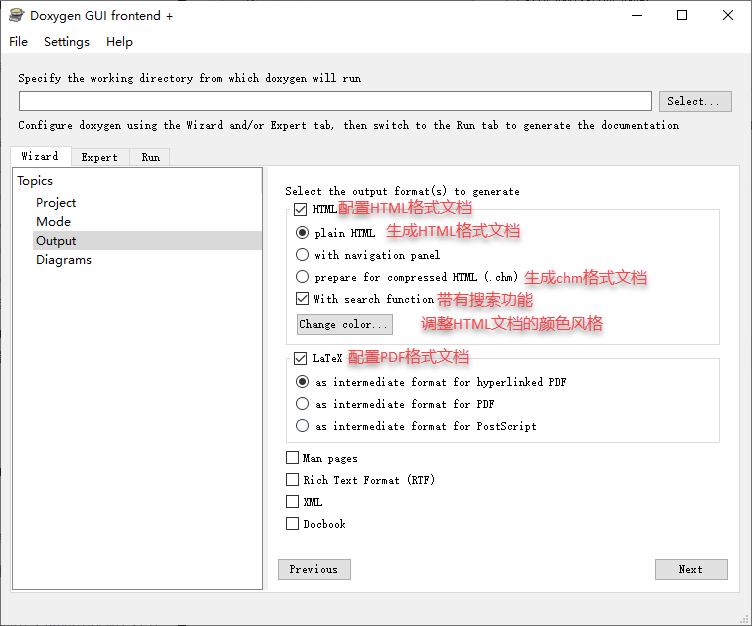 Doxygen GUI frontend +
File Settings Help
Specify the working directory from which doxygen will run
Select...
Configure doxygen using the Wizard and/or Expert tab, then switch to the Run tab to generate the documentation
Wizard Expert Run
Topics
Project
Mode
Output
Diagrams
Select the output format(s) to generate
HTML配置HTML格式文档
plain HTML 生成HTML格式文档
with navigation panel
prepare for compressed HTML (.chm) 生成chm格式文档
With search function 带有搜索功能
Change color... 调整HTML文档的颜色风格
LaTeX 配置PDF格式文档
as intermediate format for hyperlinked PDF
as intermediate format for PDF
as intermediate format for PostScript
Man pages
Rich Text Format (RTF)
XML
Docbook
Previous Next